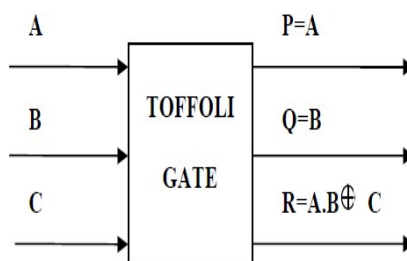 A
P=A
B
TOFFOLI
GATE
Q=B
C
R=A.B⊕ C